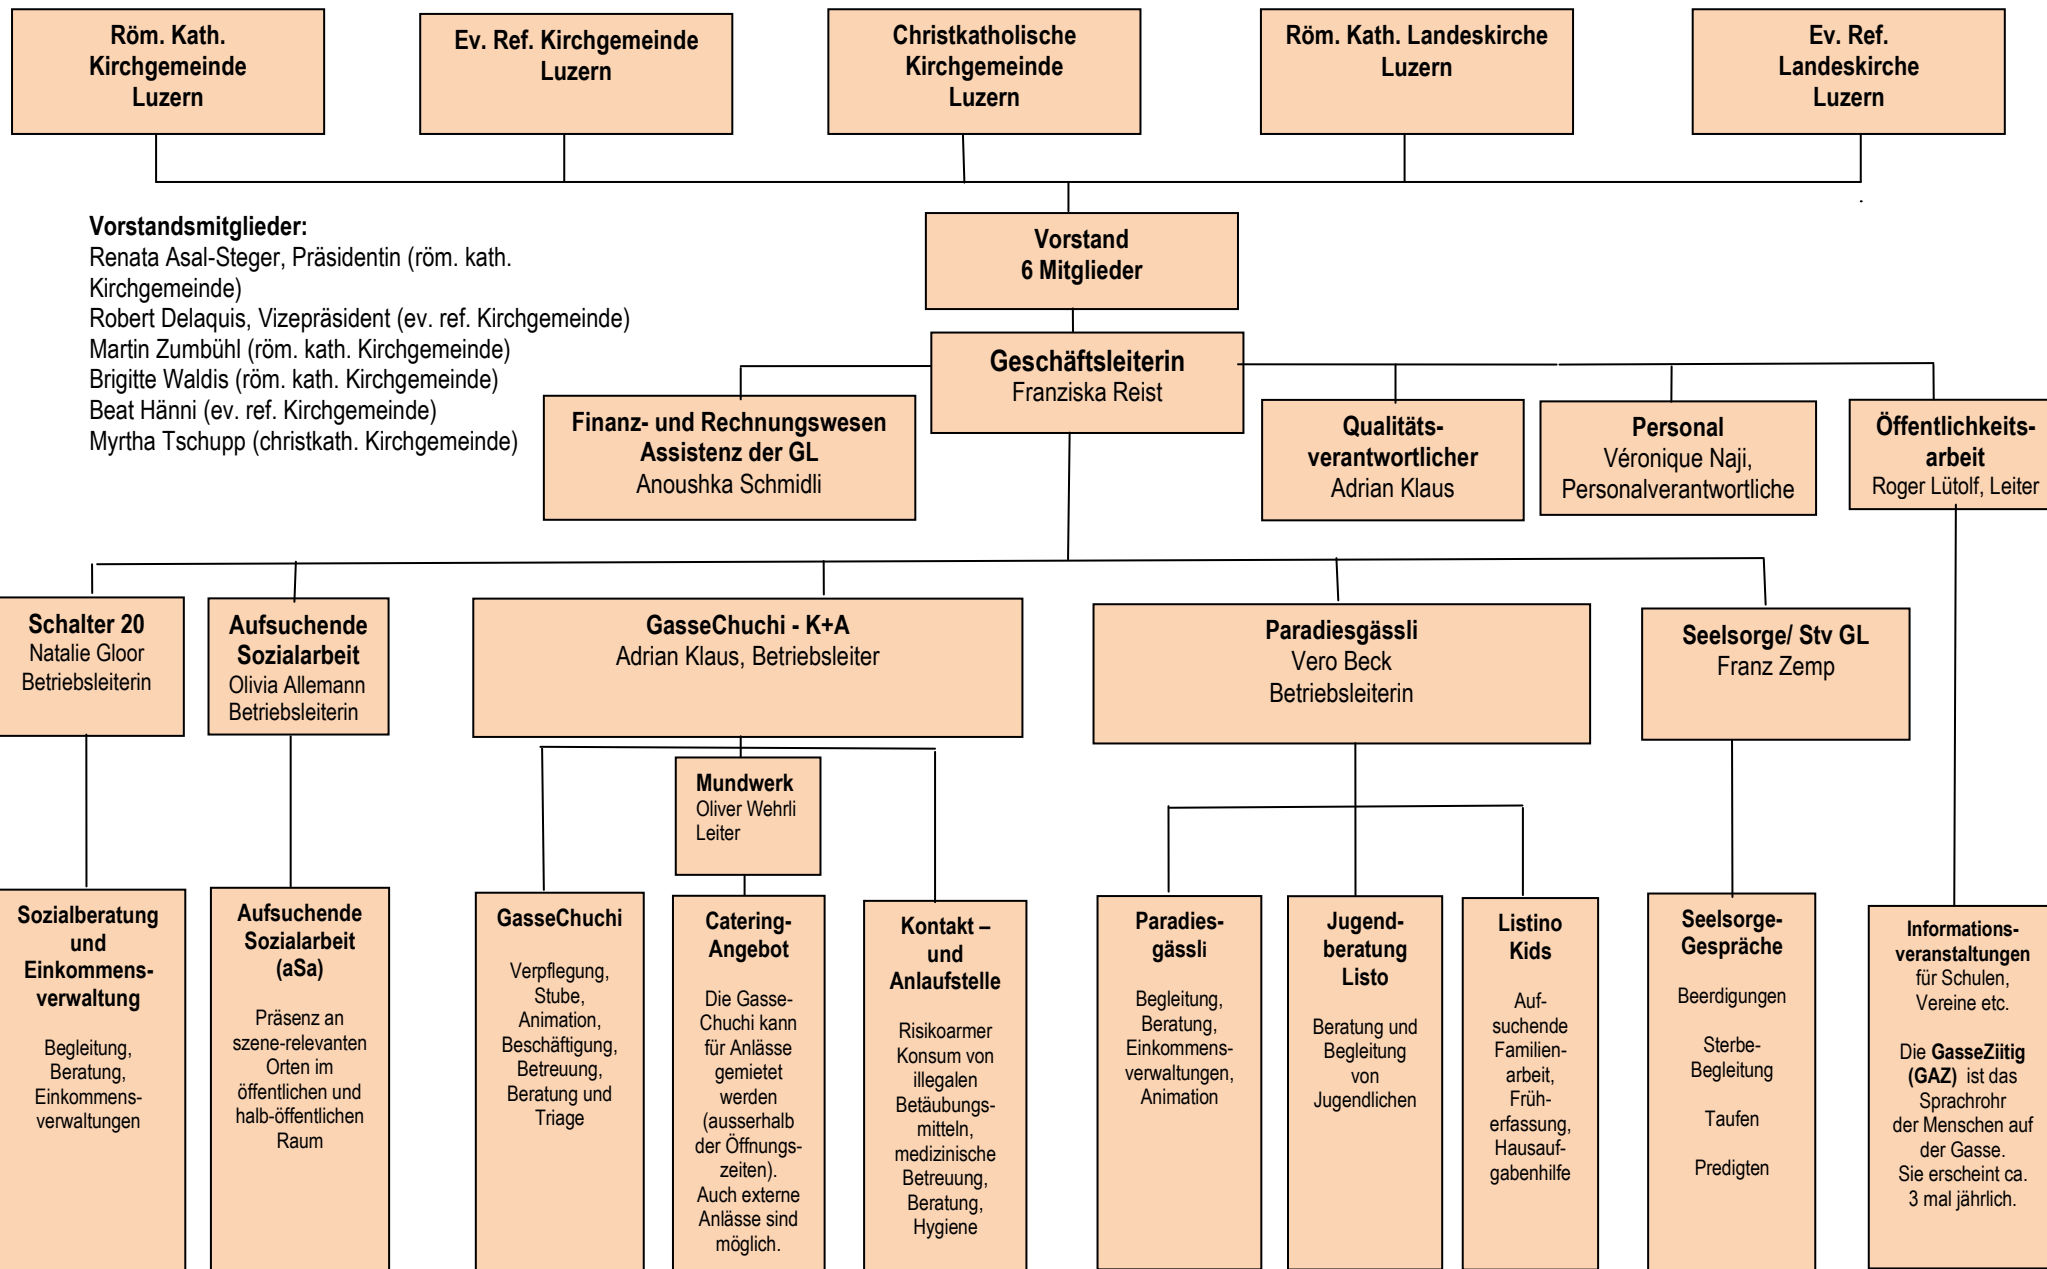 Röm. Kath.
Kirchgemeinde
Luzern
Ev. Ref. Kirchgemeinde
Luzern
Christkatholische
Kirchgemeinde
Luzern
Röm. Kath. Landeskirche
Luzern
Ev. Ref.
Landeskirche
Luzern
Vorstandsmitglieder:
Renata Asal-Steger, Präsidentin (röm. kath.
Kirchgemeinde)
Robert Delaquis, Vizepräsident (ev. ref. Kirchgemeinde)
Martin Zumbühl (röm. kath. Kirchgemeinde)
Brigitte Waldis (röm. kath. Kirchgemeinde)
Beat Hänni (ev. ref. Kirchgemeinde)
Myrtha Tschupp (christkath. Kirchgemeinde)
Vorstand
6 Mitglieder
Geschäftsleiterin
Franziska Reist
Finanz- und Rechnungswesen
Assistenz der GL
Anoushka Schmidli
Qualitäts-
verantwortlicher
Adrian Klaus
Personal
Véronique Naji,
Personalverantwortliche
Öffentlichkeits-
arbeit
Roger Lütolf, Leiter
Schalter 20
Natalie Gloor
Betriebsleiterin
Aufsuchende
Sozialarbeit
Olivia Allemann
Betriebsleiterin
GasseChuchi - K+A
Adrian Klaus, Betriebsleiter
Paradiesgässli
Vero Beck
Betriebsleiterin
Seelsorge/ Stv GL
Franz Zemp
Mundwerk
Oliver Wehrli
Leiter
Sozialberatung
und
Einkommens-
verwaltung
Begleitung,
Beratung,
Einkommens-
verwaltungen
Aufsuchende
Sozialarbeit
(aSa)
Präsenz an
szene-relevanten
Orten im
öffentlichen und
halb-öffentlichen
Raum
GasseChuchi
Verpflegung,
Stube,
Animation,
Beschäftigung,
Betreuung,
Beratung und
Triage
Catering-
Angebot
Die Gasse-
Chuchi kann
für Anlässe
gemietet
werden
(ausserhalb
der Öffnungs-
zeiten).
Auch externe
Anlässe sind
möglich.
Kontakt –
und
Anlaufstelle
Risikoarmer
Konsum von
illegalen
Betäubungs-
mitteln,
medizinische
Betreuung,
Beratung,
Hygiene
Paradies-
gässli
Begleitung,
Beratung,
Einkommens-
verwaltungen,
Animation
Jugend-
beratung
Listo
Beratung und
Begleitung
von
Jugendlichen
Listino
Kids
Auf-
suchende
Familien-
arbeit,
Früh-
erfassung,
Hausauf-
gabenhilfe
Seelsorge-
Gespräche
Beerdigungen
Sterbe-
Begleitung
Taufen
Predigten
Informations-
veranstaltungen
für Schulen,
Vereine etc.
Die GasseZiitig
(GAZ) ist das
Sprachrohr
der Menschen auf
der Gasse.
Sie erscheint ca.
3 mal jährlich.